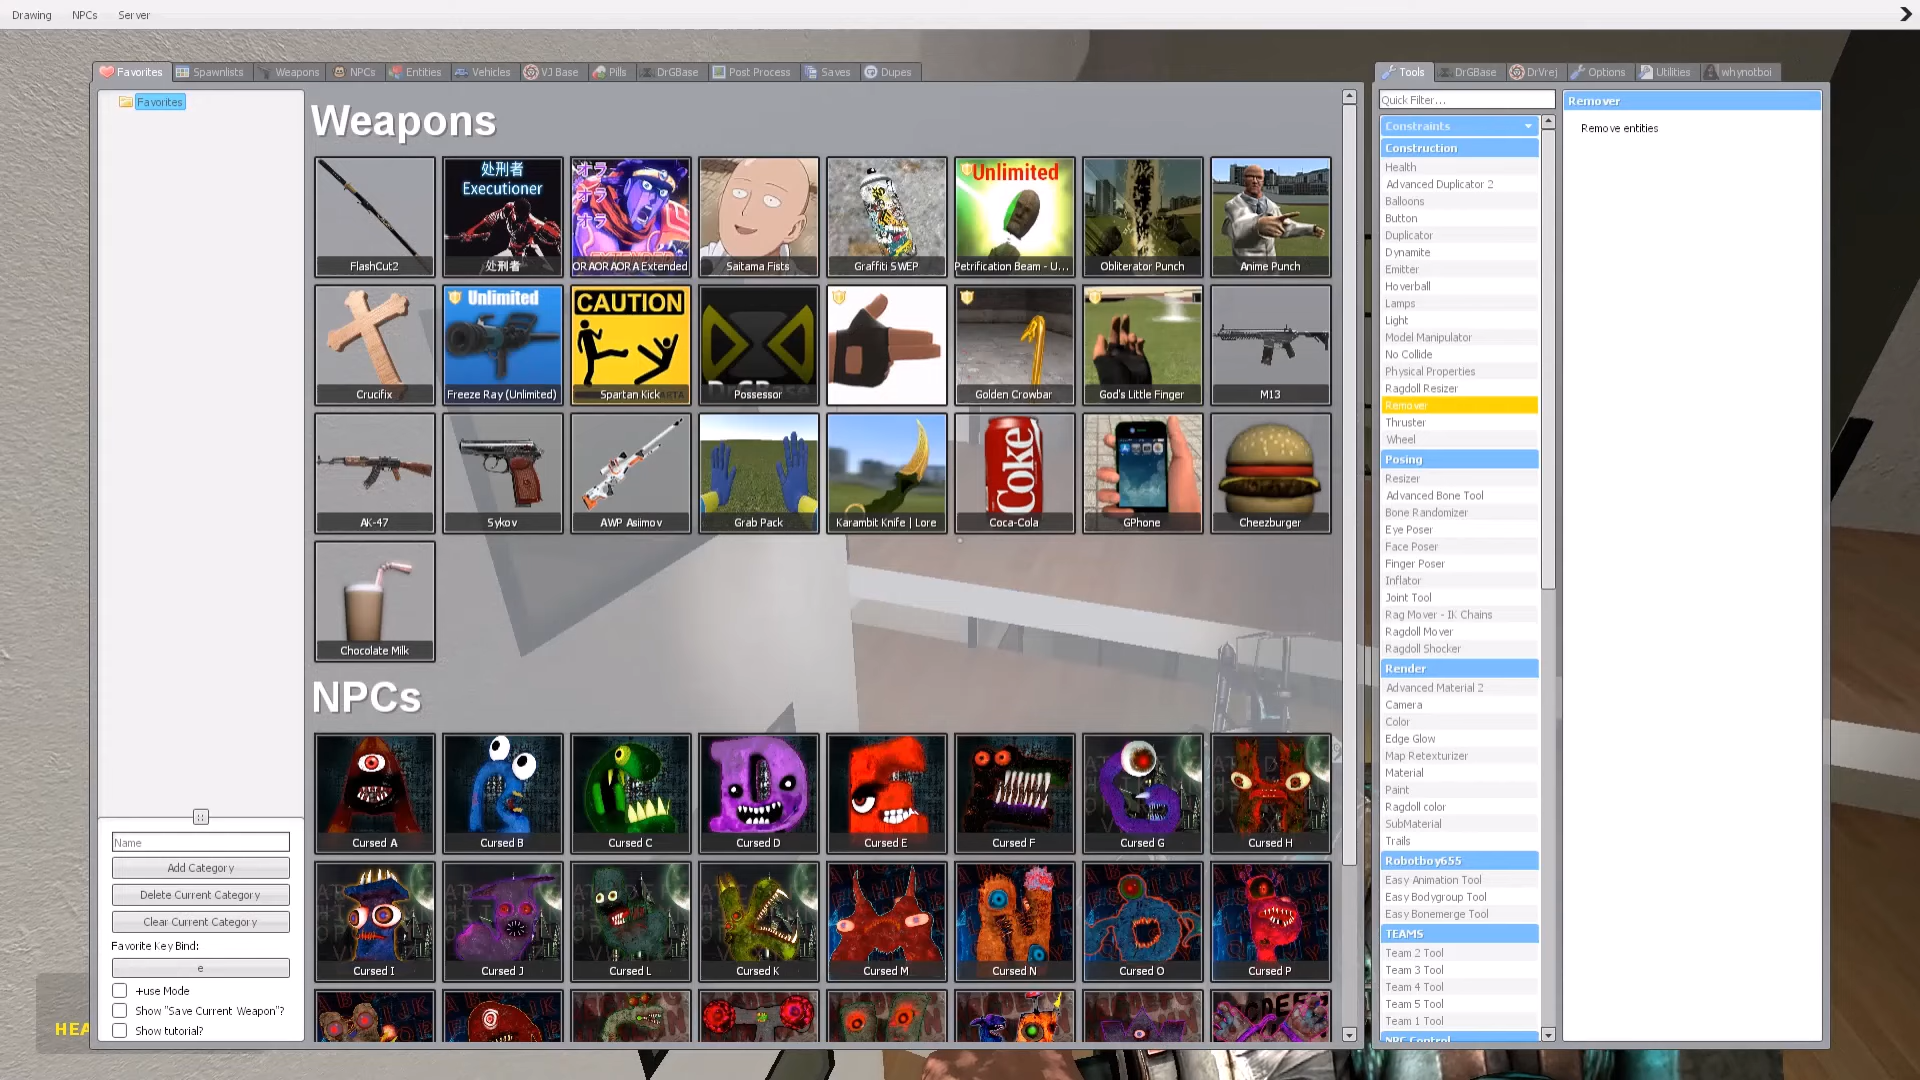 Drawing NPCs Server
Favorites Spawnlists Weapons NPCs Entities Vehicles VJ Base Pills DrGBase Post Process Saves Dupes
Favorites
Weapons
处刑者
Executioner
オラ
オラ
オラ
Unlimited
FlashCut2
处刑者
ORAORAORA Extended
Saitama Fists
Graffiti SWEP
Petrification Beam - U...
Obliterator Punch
Anime Punch
Unlimited
CAUTION
Crucifix
Freeze Ray (Unlimited)
Spartan Kick
Possessor
Golden Crowbar
God's Little Finger
M13
Coke
AK-47
Sykov
AWP Asiimov
Grab Pack
Karambit Knife | Lore
Coca-Cola
GPhone
Cheezburger
Chocolate Milk
NPCs
Cursed A
Cursed B
Cursed C
Cursed D
Cursed E
Cursed F
Cursed G
Cursed H
Cursed I
Cursed J
Cursed L
Cursed K
Cursed M
Cursed N
Cursed O
Cursed P
Name
Add Category
Delete Current Category
Clear Current Category
Favorite Key Bind:
e
+use Mode
Show "Save Current Weapon"?
Show tutorial?
HEA
Tools DrGBase DrVrej Options Utilities whynotboi
Quick Filter...
Constraints
Construction
Health
Advanced Duplicator 2
Balloons
Button
Duplicator
Dynamite
Emitter
Hoverball
Lamps
Light
Model Manipulator
No Collide
Physical Properties
Ragdoll Resizer
Remover
Thruster
Wheel
Posing
Resizer
Advanced Bone Tool
Bone Randomizer
Eye Poser
Face Poser
Finger Poser
Inflator
Joint Tool
Rag Mover - IK Chains
Ragdoll Mover
Ragdoll Shocker
Render
Advanced Material 2
Camera
Color
Edge Glow
Map Retexturizer
Material
Paint
Ragdoll color
SubMaterial
Trails
Robotboy655
Easy Animation Tool
Easy Bodygroup Tool
Easy Bonemerge Tool
TEAMS
Team 2 Tool
Team 3 Tool
Team 4 Tool
Team 5 Tool
Team 1 Tool
NPC Control
Remover
Remove entities